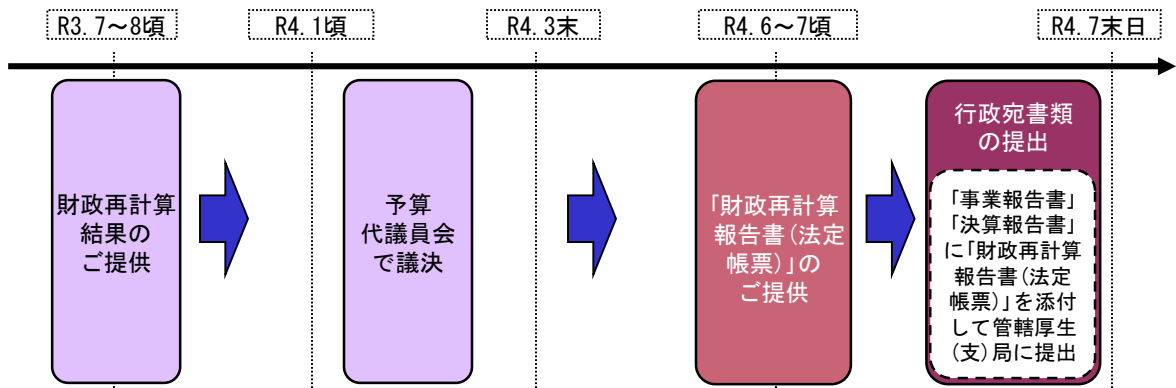 R3.7～8頃
R4.1頃
R4.3末
R4.6～7頃
R4.7末日
財政再計算
結果の
ご提供
予算
代議員会
で議決
「財政再計算
報告書(法定
帳票)」の
ご提供
行政宛書類
の提出
「事業報告書」
「決算報告書」
に「財政再計算
報告書(法定
帳票)」を添付
して管轄厚生
(支)局に提出